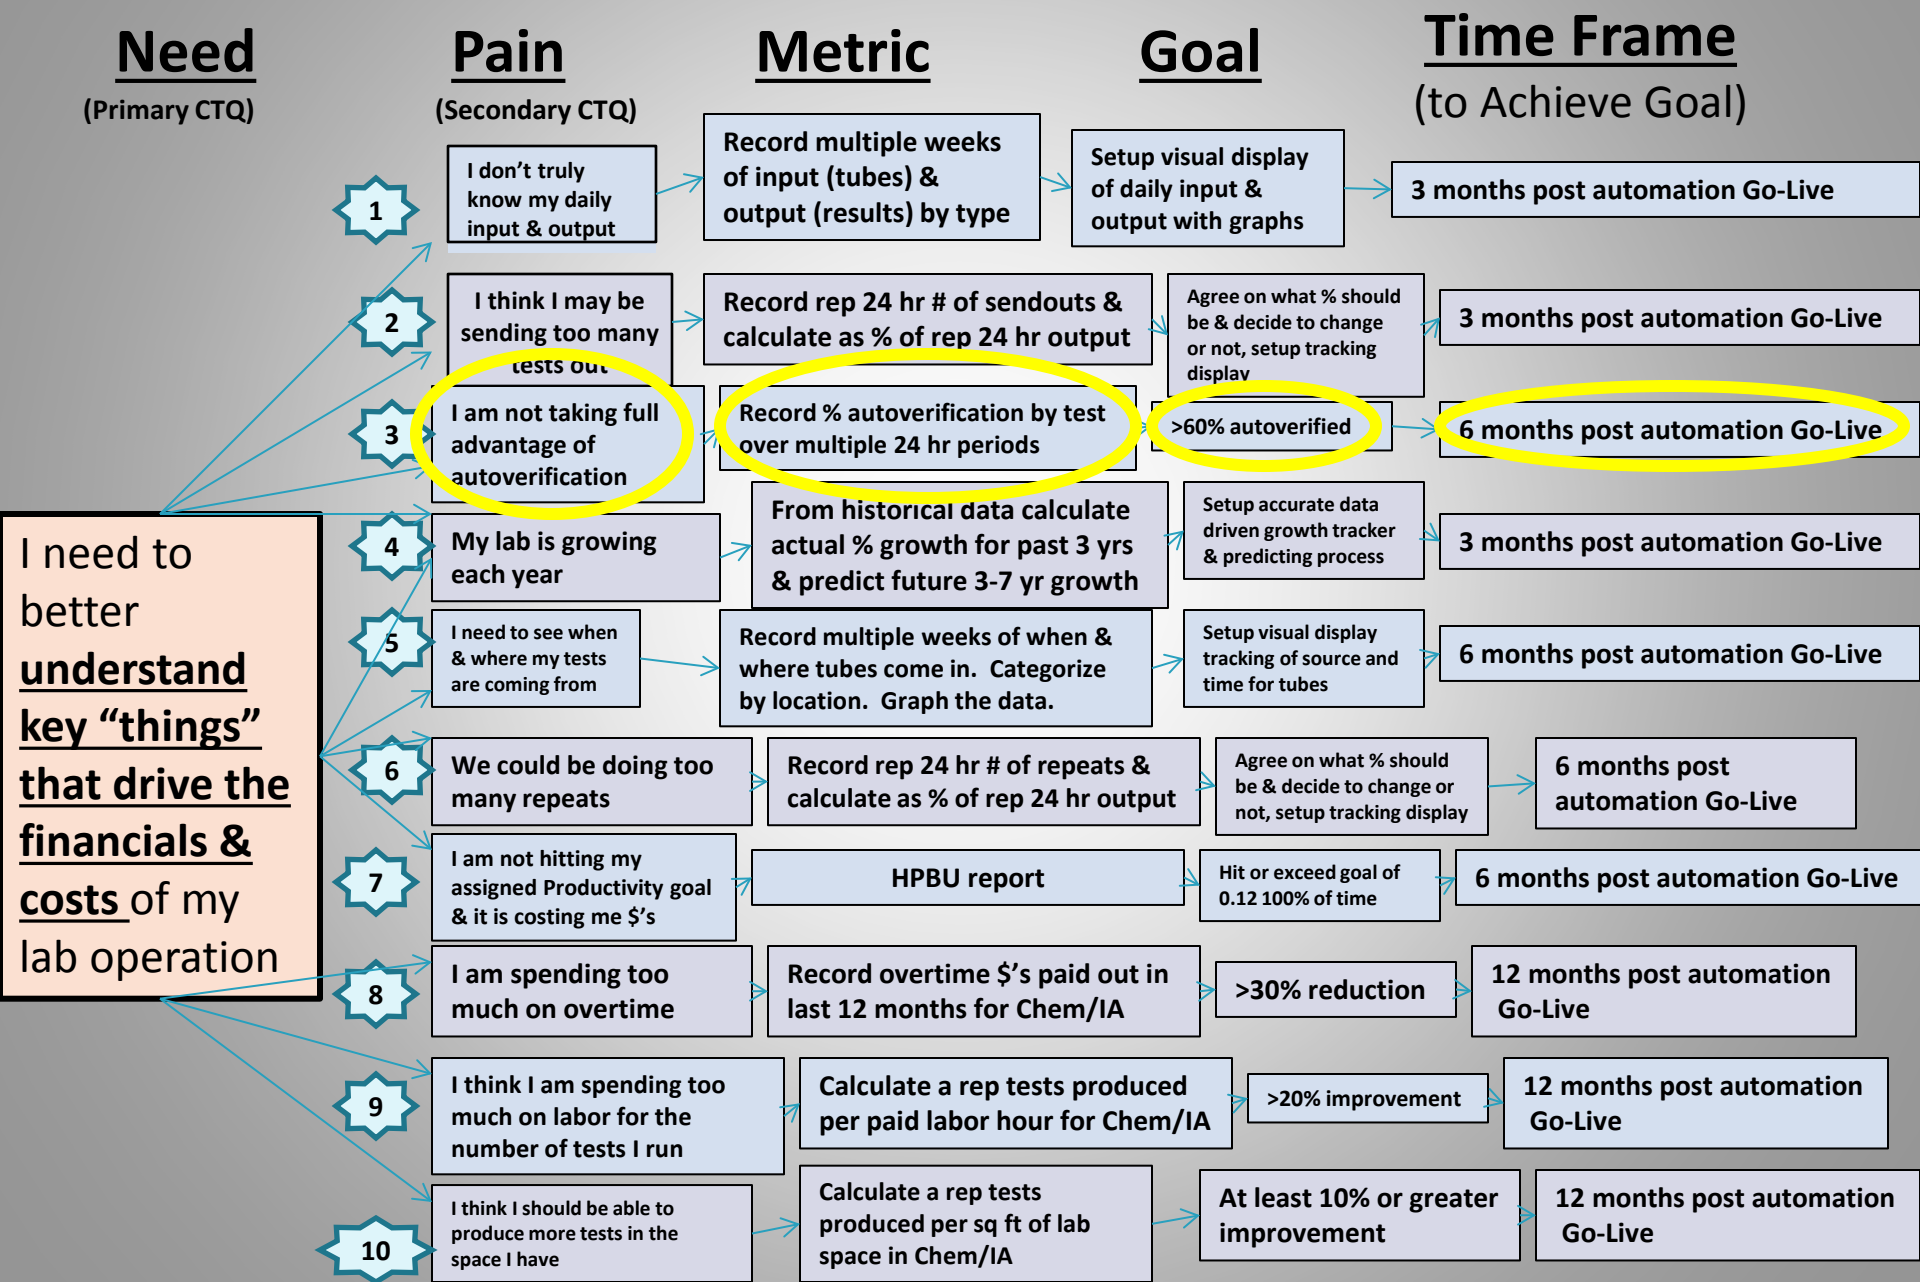 Need
(Primary CTQ)
Pain
(Secondary CTQ)
Metric
Goal
Time Frame
(to Achieve Goal)
I need to
better
understand
key “things”
that drive the
financials &
costs of my
lab operation
1
I don’t truly
know my daily
input & output
Record multiple weeks
of input (tubes) &
output (results) by type
Setup visual display
of daily input &
output with graphs
3 months post automation Go-Live
2
I think I may be
sending too many
tests out
Record rep 24 hr # of sendouts &
calculate as % of rep 24 hr output
Agree on what % should
be & decide to change
or not, setup tracking
display
3 months post automation Go-Live
3
I am not taking full
advantage of
autoverification
Record % autoverification by test
over multiple 24 hr periods
>60% autoverified
6 months post automation Go-Live
4
My lab is growing
each year
From historical data calculate
actual % growth for past 3 yrs
& predict future 3-7 yr growth
Setup accurate data
driven growth tracker
& predicting process
3 months post automation Go-Live
5
I need to see when
& where my tests
are coming from
Record multiple weeks of when &
where tubes come in. Categorize
by location. Graph the data.
Setup visual display
tracking of source and
time for tubes
6 months post automation Go-Live
6
We could be doing too
many repeats
Record rep 24 hr # of repeats &
calculate as % of rep 24 hr output
Agree on what % should
be & decide to change or
not, setup tracking display
6 months post
automation Go-Live
7
I am not hitting my
assigned Productivity goal
& it is costing me $’s
HPBU report
Hit or exceed goal of
0.12 100% of time
6 months post automation Go-Live
8
I am spending too
much on overtime
Record overtime $’s paid out in
last 12 months for Chem/IA
>30% reduction
12 months post automation
Go-Live
9
I think I am spending too
much on labor for the
number of tests I run
Calculate a rep tests produced
per paid labor hour for Chem/IA
>20% improvement
12 months post automation
Go-Live
10
I think I should be able to
produce more tests in the
space I have
Calculate a rep tests
produced per sq ft of lab
space in Chem/IA
At least 10% or greater
improvement
12 months post automation
Go-Live